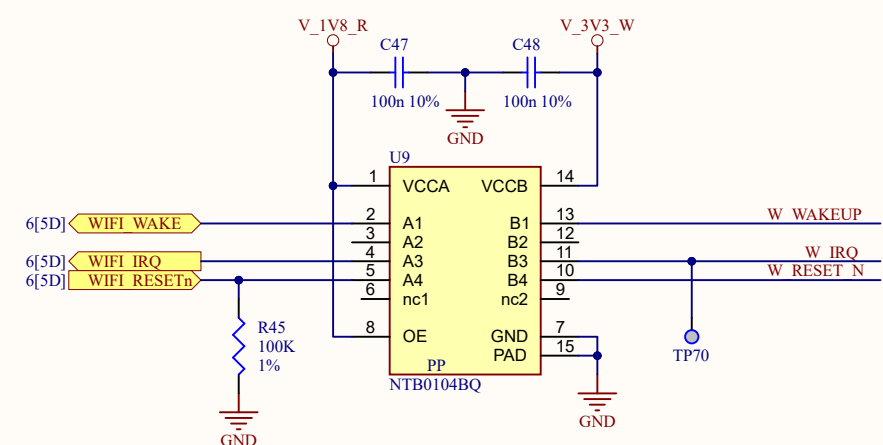 V_1V8_R
V_3V3_W
C47
C48
100n 10%
100n 10%
GND
U9
1
VCCA
VCCB
14
6[5D]
WIFI_WAKE
2
A1
B1
13
W_WAKEUP
3
A2
B2
12
6[5D]
WIFI_IRQ
4
A3
B3
11
W_IRQ
6[5D]
WIFI_RESETn
5
A4
B4
10
W_RESET_N
6
nc1
nc2
9
R45
100K
1%
8
OE
GND
7
PAD
15
PP
NTB0104BQ
TP70
GND
GND